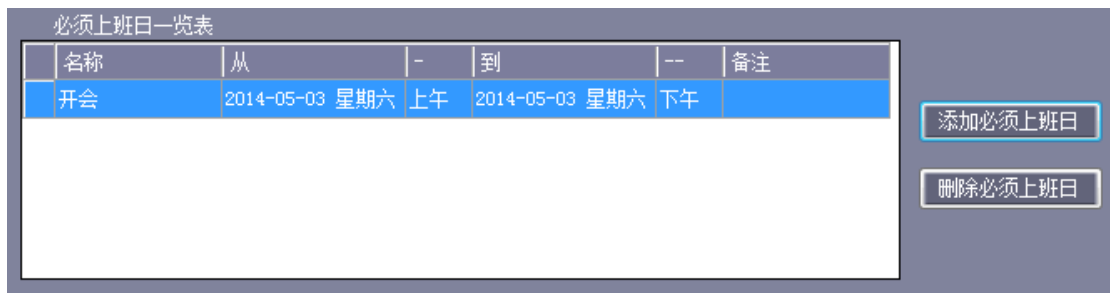 必须上班日一览表
名称 从 - 到 -- 备注
开会 2014-05-03 星期六 上午 2014-05-03 星期六 下午
添加必须上班日
删除必须上班日